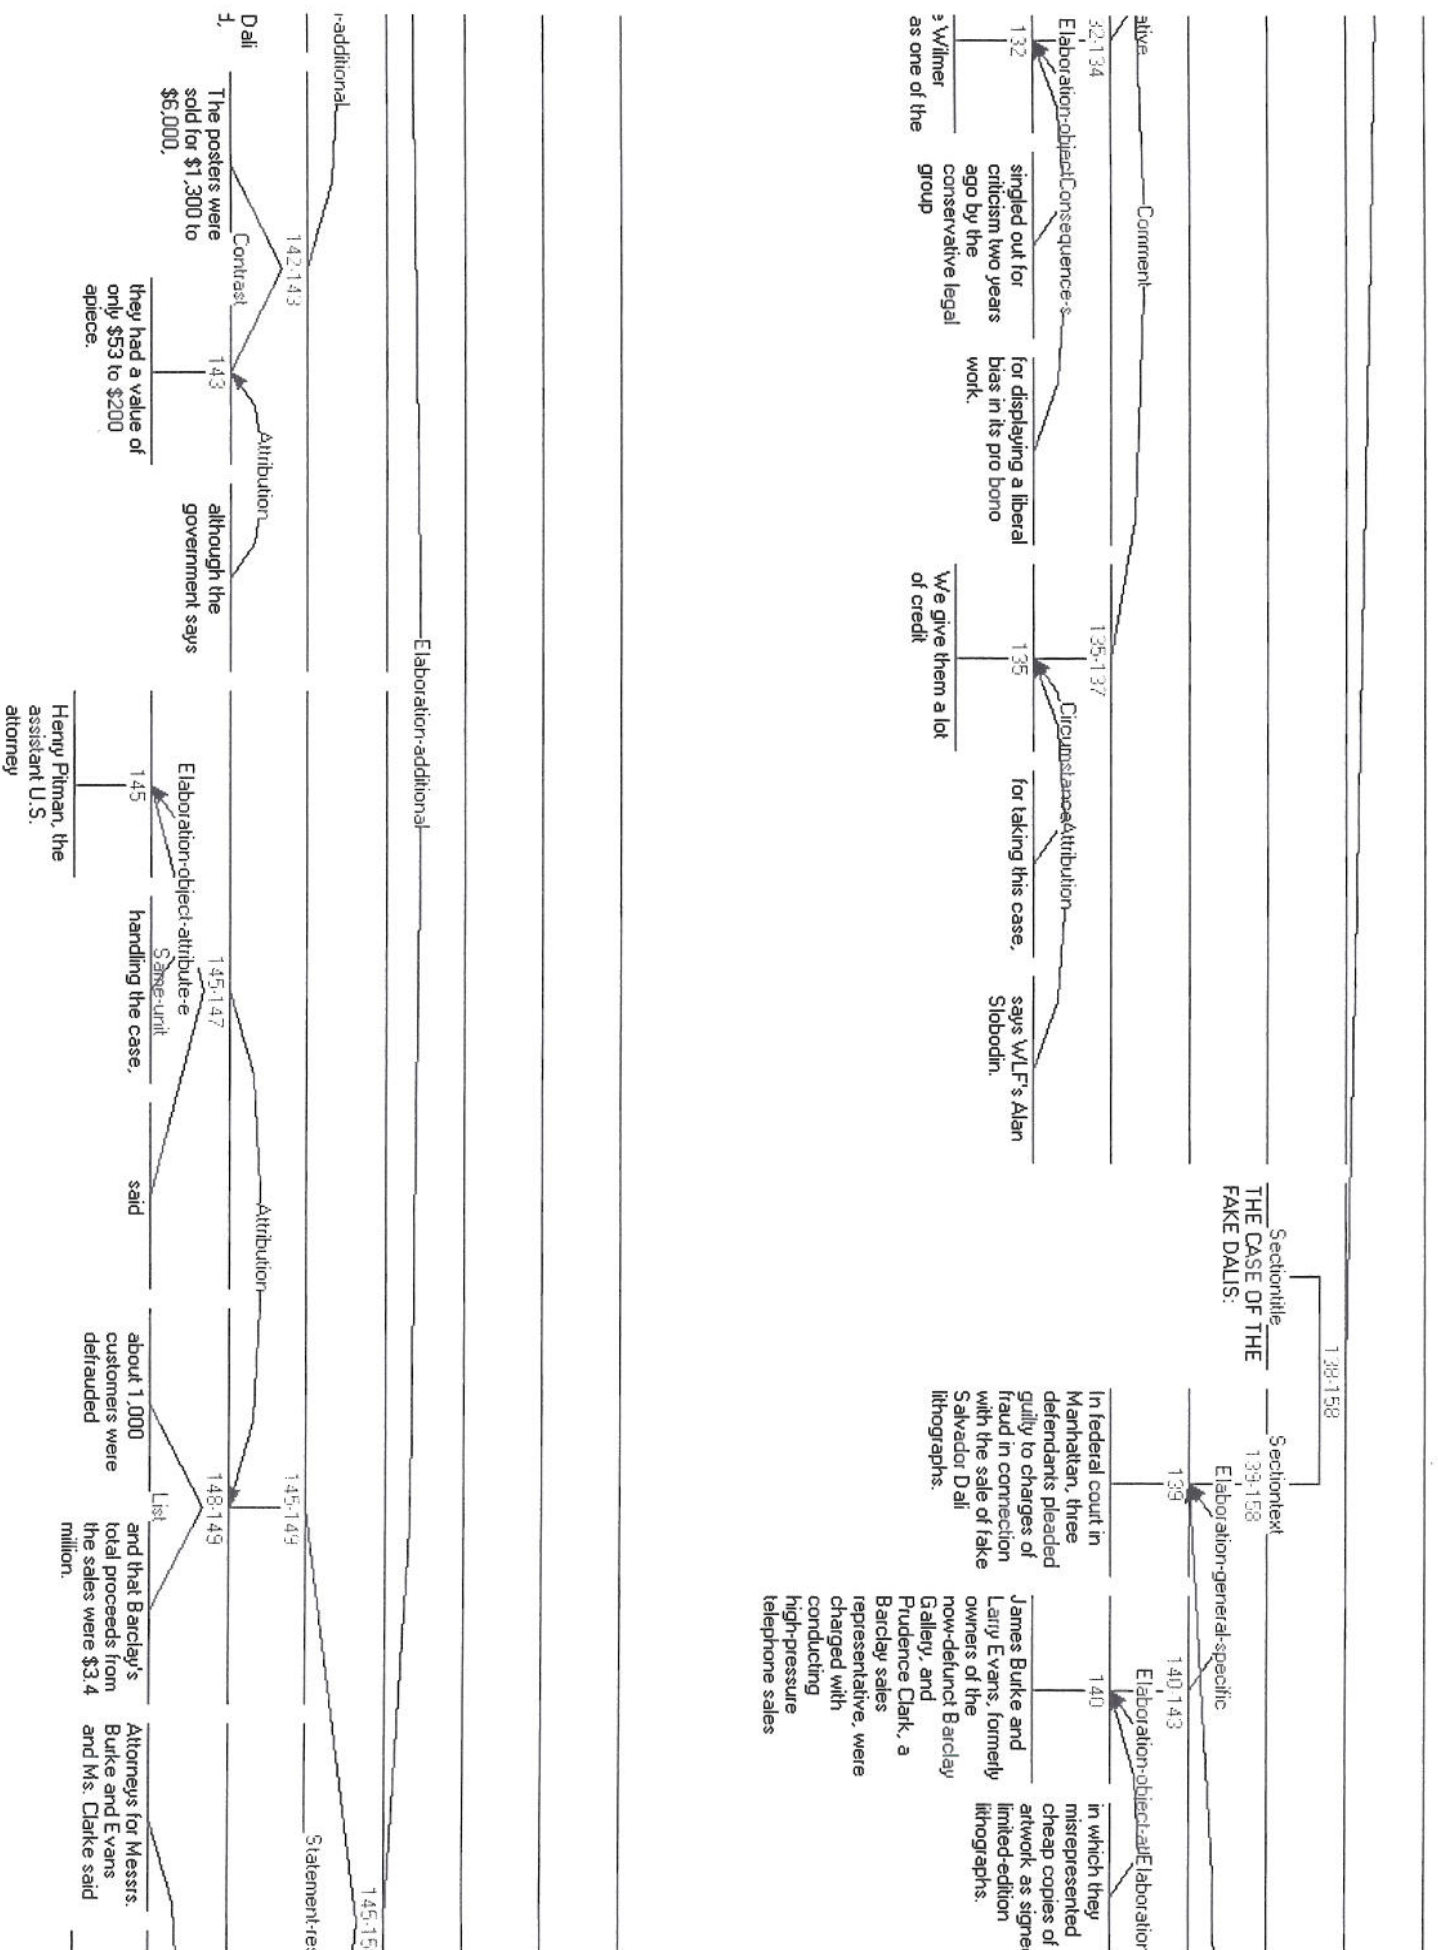 ative
Comment
32-134
Elaboration-objectConsequence-s
132
e Wilmer
as one of the
singled out for
criticism two years
ago by the
conservative legal
group
for displaying a liberal
bias in its pro bono
work.
135-137
CircumstanceAttribution
135
We give them a lot
of credit
for taking this case,
says WLF's Alan
Slobodin.
138-158
Sectiontitle
THE CASE OF THE
FAKE DALIS:
Sectiontext
139-158
Elaboration-general-specific
139
In federal court in
Manhattan, three
defendants pleaded
guilty to charges of
fraud in connection
with the sale of fake
Salvador Dali
lithographs.
140-143
Elaboration-object-atElaboration
140
James Burke and
Larry Evans, formerly
owners of the
now-defunct Barclay
Gallery, and
Prudence Clark, a
Barclay sales
representative, were
charged with
conducting
high-pressure
telephone sales
in which they
misrepresented
cheap copies of
artwork as signe
limited-edition
lithographs.
Elaboration-additional
r-additional
Dali
d,
142-143
Contrast
The posters were
sold for $1,300 to
$6,000,
143
Attribution
they had a value of
only $53 to $200
apiece.
although the
government says
145-15
Statement-res
145-149
Attribution
145-147
Elaboration-object-attribute-e
Same-unit
145
Henry Pitman, the
assistant U.S.
attorney
handling the case,
said
148-149
List
about 1,000
customers were
defrauded
and that Barclay's
total proceeds from
the sales were $3.4
million.
Attorneys for Messrs.
Burke and Evans
and Ms. Clarke said